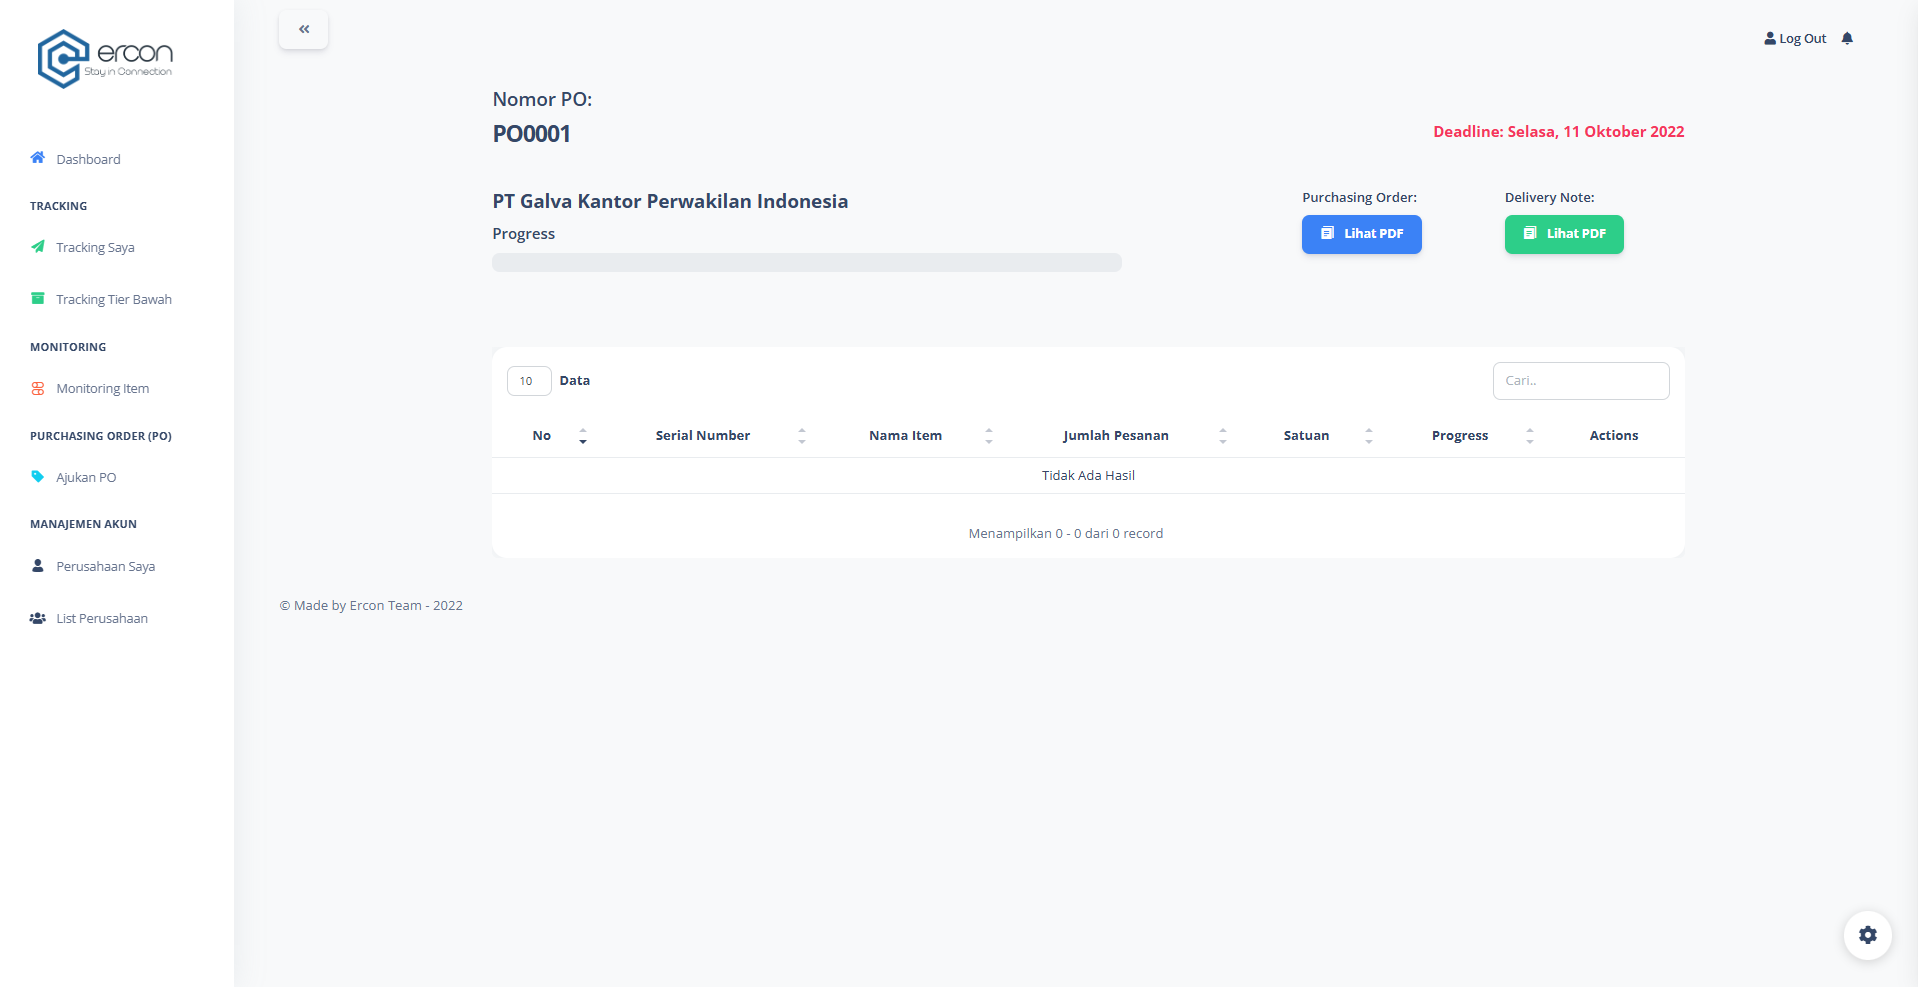 ercon
Stay in Connection
Dashboard
TRACKING
Tracking Saya
Tracking Tier Bawah
MONITORING
Monitoring Item
PURCHASING ORDER (PO)
Ajukan PO
MANAJEMEN AKUN
Perusahaan Saya
List Perusahaan
Log Out
Nomor PO:
PO0001
Deadline: Selasa, 11 Oktober 2022
PT Galva Kantor Perwakilan Indonesia
Progress
Purchasing Order:
Lihat PDF
Delivery Note:
Lihat PDF
10 Data
Cari..
No Serial Number Nama Item Jumlah Pesanan Satuan Progress Actions
Tidak Ada Hasil
Menampilkan 0 - 0 dari 0 record
© Made by Ercon Team - 2022